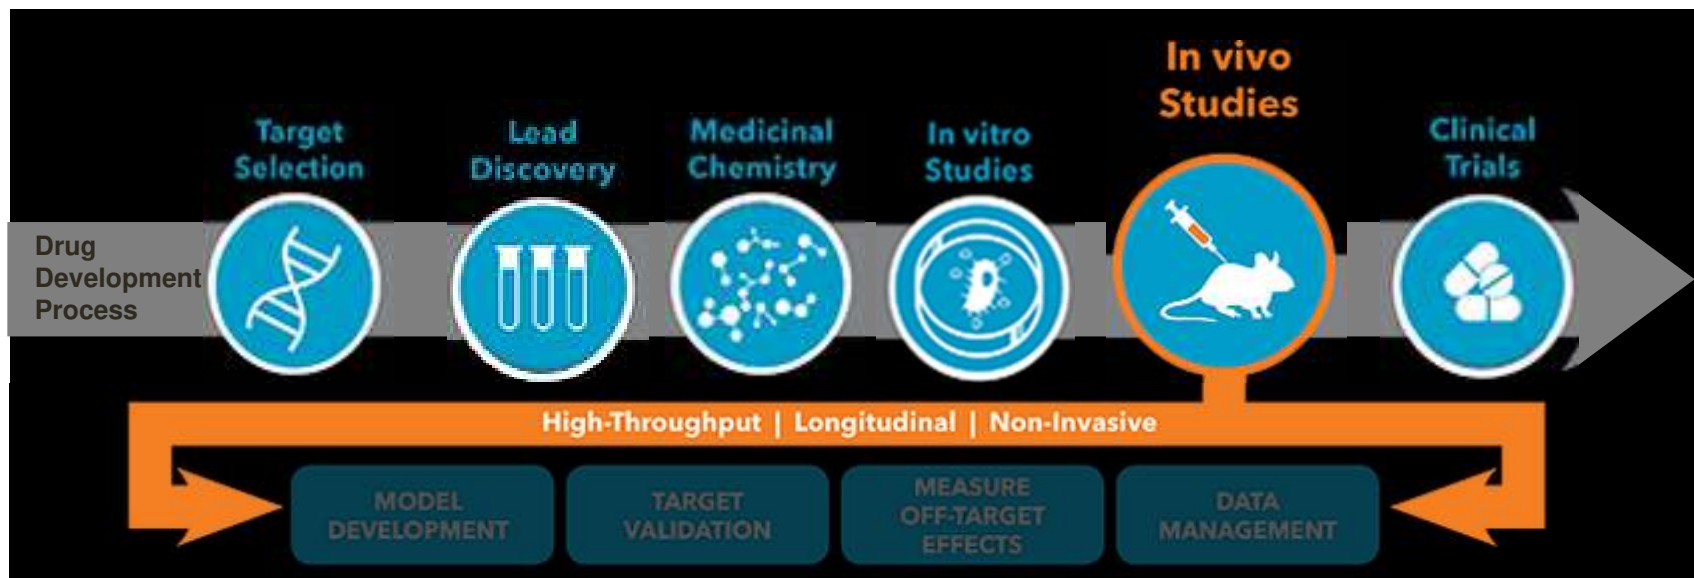 In vivo
Studies
Target
Selection
Lead
Discovery
Medicinal
Chemistry
In vitro
Studies
Clinical
Trials
Drug
Development
Process
High-Throughput | Longitudinal | Non-Invasive
MODEL
DEVELOPMENT
TARGET
VALIDATION
MEASURE
OFF-TARGET
EFFECTS
DATA
MANAGEMENT